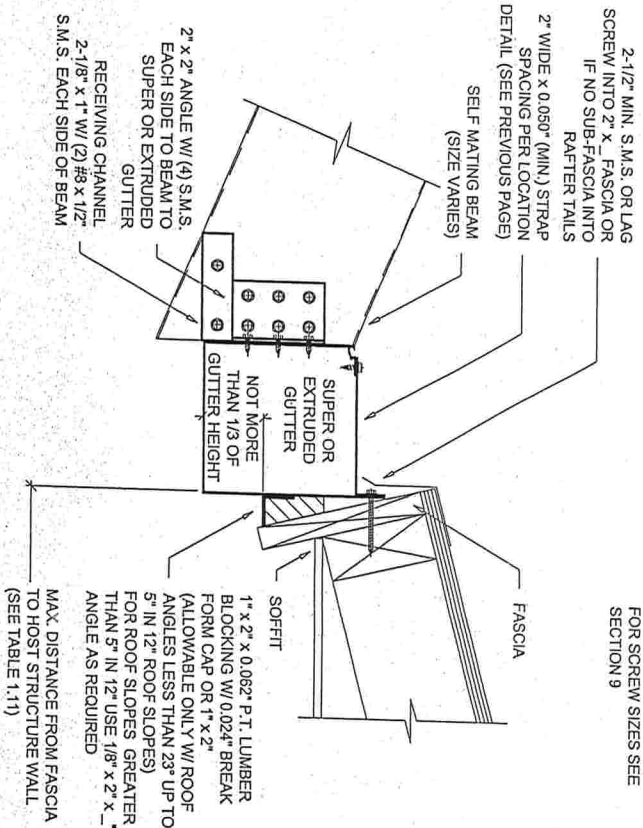 2-1/2" MIN. S.M.S. OR LAG
SCREW INTO 2" x _ FASCIA OR
IF NO SUB-FASCIA INTO
RAFTER TAILS
2" WIDE x 0.050" (MIN.) STRAP
SPACING PER LOCATION
DETAIL (SEE PREVIOUS PAGE)
SELF MATING BEAM
(SIZE VARIES)
2" x 2" ANGLE W/ (4) S.M.S.
EACH SIDE TO BEAM TO
SUPER OR EXTRUDED
GUTTER
RECEIVING CHANNEL
2-1/8" x 1" W/ (2) #8 x 1/2"
S.M.S. EACH SIDE OF BEAM
SUPER OR
EXTRUDED
GUTTER
NOT MORE
THAN 1/3 OF
GUTTER HEIGHT
FOR SCREW SIZES SEE
SECTION 9
FASCIA
SOFFIT
1" x 2" x 0.062" P.T. LUMBER
BLOCKING W/ 0.024" BREAK
FORM CAP OR 1" x 2"
(ALLOWABLE ONLY W/ ROOF
ANGLES LESS THAN 23° UP TO
5" IN 12" ROOF SLOPES)
FOR ROOF SLOPES GREATER
THAN 5" IN 12" USE 1/8" x 2" x _"
ANGLE AS REQUIRED
MAX. DISTANCE FROM FASCIA
TO HOST STRUCTURE WALL
(SEE TABLE 1.11)